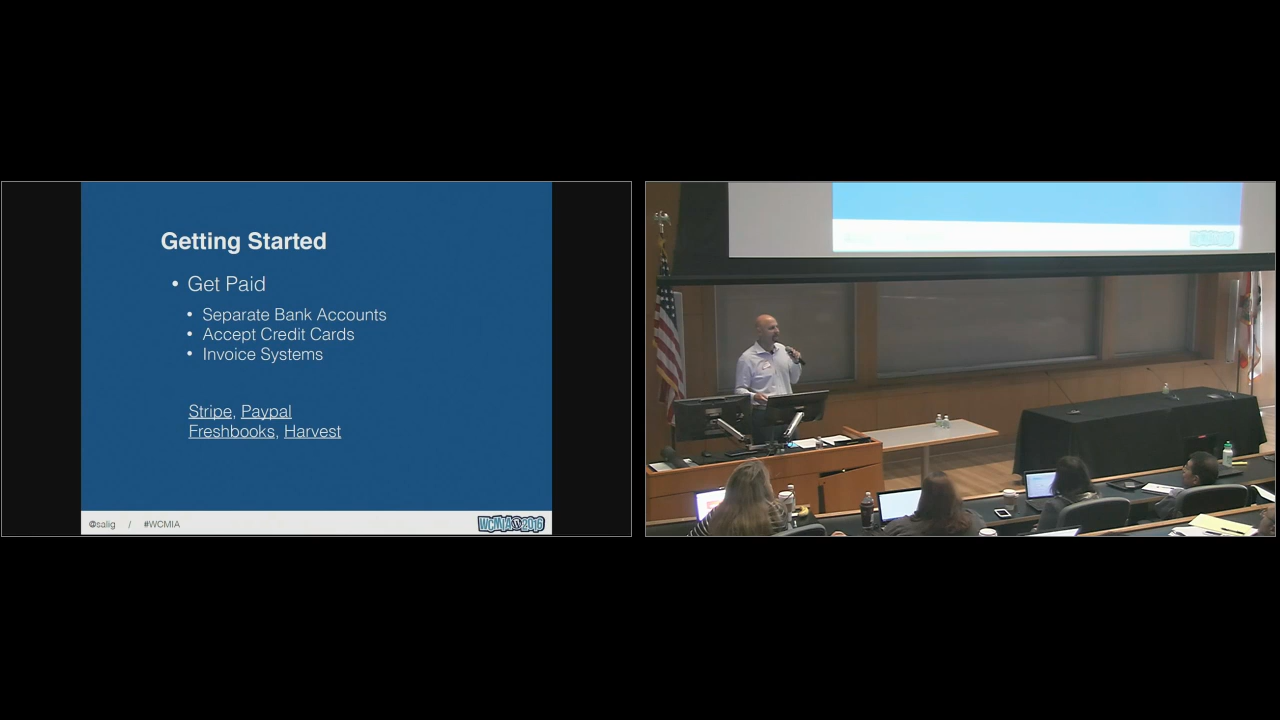 Getting Started
• Get Paid
• Separate Bank Accounts
• Accept Credit Cards
• Invoice Systems
Stripe, Paypal
Freshbooks, Harvest
@salig / #WCMIA
WCMIA 2016